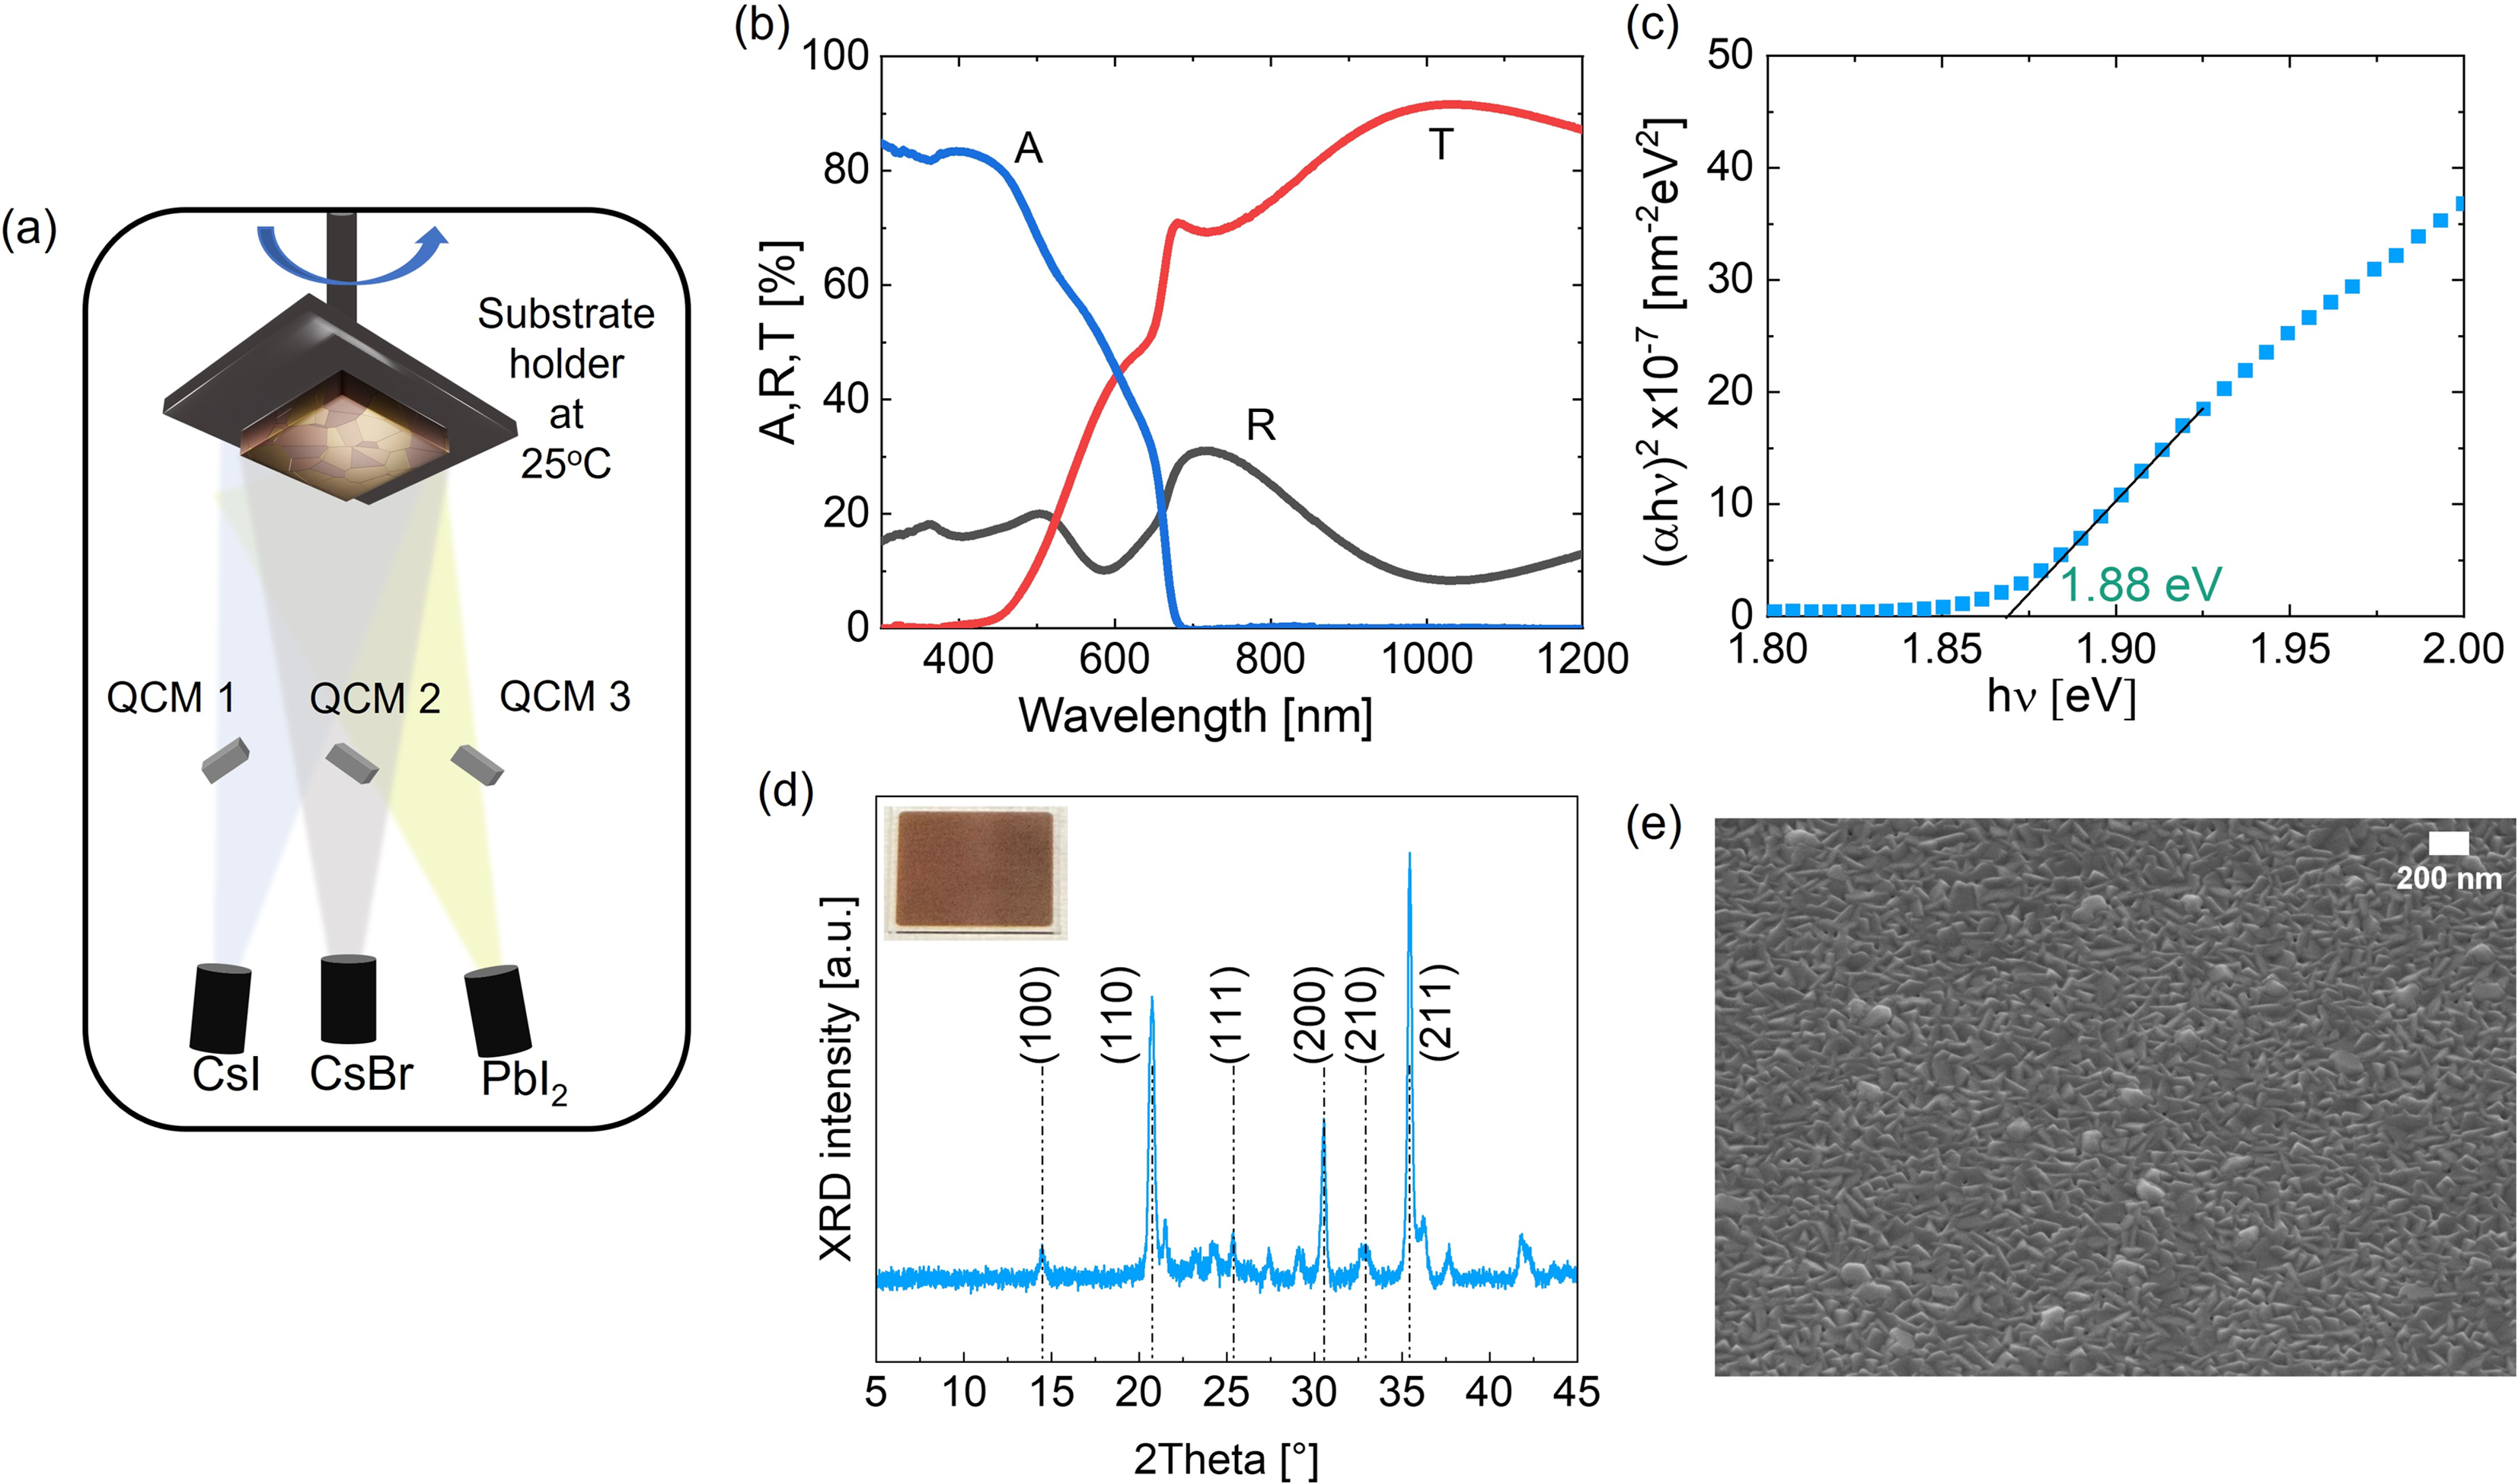 (a)
Substrate
holder
at
25°C
QCM 1
QCM 2
QCM 3
CsI
CsBr
PbI₂
(b)
A,R,T [%]
100
80
60
40
20
0
A
T
R
400
600
800
1000
1200
Wavelength [nm]
(c)
(αhν)² x10⁻⁷ [nm⁻²eV²]
50
40
30
20
10
0
1.88 eV
1.80
1.85
1.90
1.95
2.00
hν [eV]
(d)
XRD intensity [a.u.]
(100)
(110)
(111)
(200)
(210)
(211)
5
10
15
20
25
30
35
40
45
2Theta [°]
(e)
200 nm